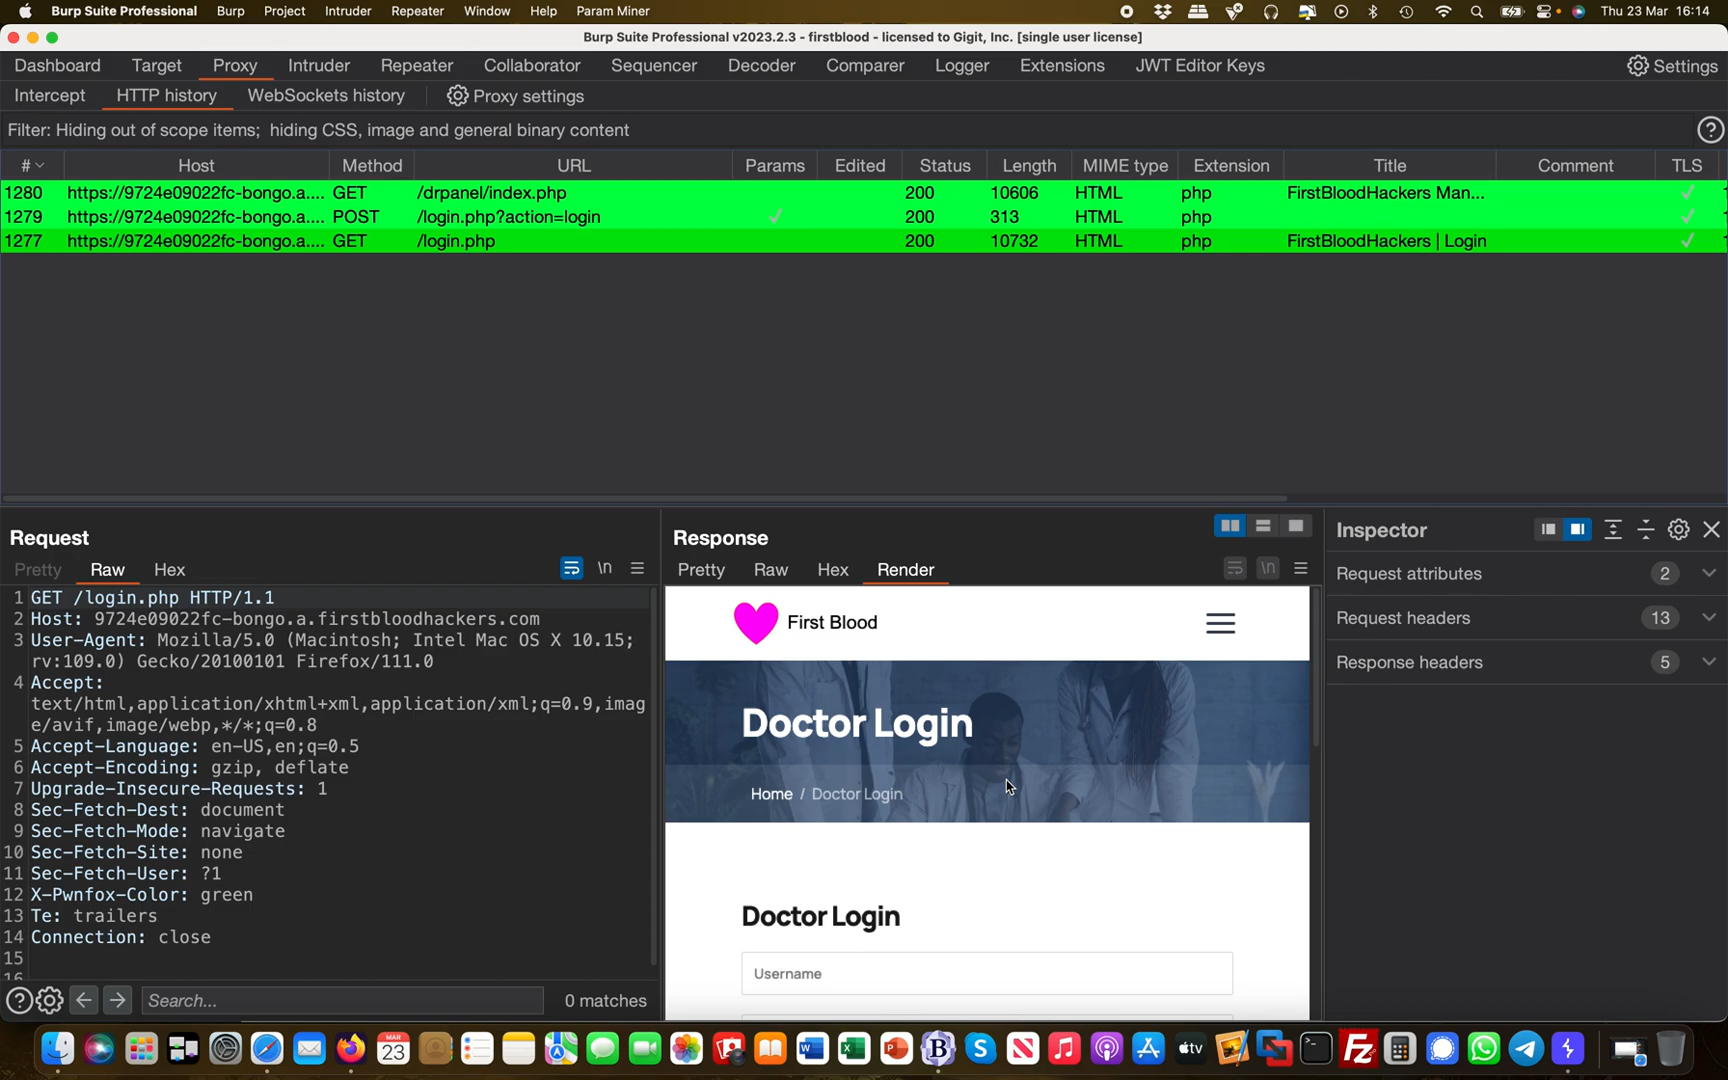 Burp Suite Professional Burp Project Intruder Repeater Window Help Param Miner Thu 23 Mar 16:14
Burp Suite Professional v2023.2.3 - firstblood - licensed to Gigit, Inc. [single user license]
Dashboard Target Proxy Intruder Repeater Collaborator Sequencer Decoder Comparer Logger Extensions JWT Editor Keys Settings
Intercept HTTP history WebSockets history Proxy settings
Filter: Hiding out of scope items; hiding CSS, image and general binary content ?
# Host Method URL Params Edited Status Length MIME type Extension Title Comment TLS
1280 https://9724e09022fc-bongo.a.... GET /drpanel/index.php 200 10606 HTML php FirstBloodHackers Man... ✓
1279 https://9724e09022fc-bongo.a.... POST /login.php?action=login ✓ 200 313 HTML php ✓
1277 https://9724e09022fc-bongo.a.... GET /login.php 200 10732 HTML php FirstBloodHackers | Login ✓
Request
Pretty Raw Hex \n
1 GET /login.php HTTP/1.1
2 Host: 9724e09022fc-bongo.a.firstbloodhackers.com
3 User-Agent: Mozilla/5.0 (Macintosh; Intel Mac OS X 10.15;
rv:109.0) Gecko/20100101 Firefox/111.0
4 Accept:
text/html,application/xhtml+xml,application/xml;q=0.9,imag
e/avif,image/webp,*/*;q=0.8
5 Accept-Language: en-US,en;q=0.5
6 Accept-Encoding: gzip, deflate
7 Upgrade-Insecure-Requests: 1
8 Sec-Fetch-Dest: document
9 Sec-Fetch-Mode: navigate
10 Sec-Fetch-Site: none
11 Sec-Fetch-User: ?1
12 X-Pwnfox-Color: green
13 Te: trailers
14 Connection: close
15
16
? Search... 0 matches
Response
Pretty Raw Hex Render \n
First Blood
Doctor Login
Home / Doctor Login
Doctor Login
Username
Inspector
Request attributes 2
Request headers 13
Response headers 5
MAR
23
W X P B S N tv Fz